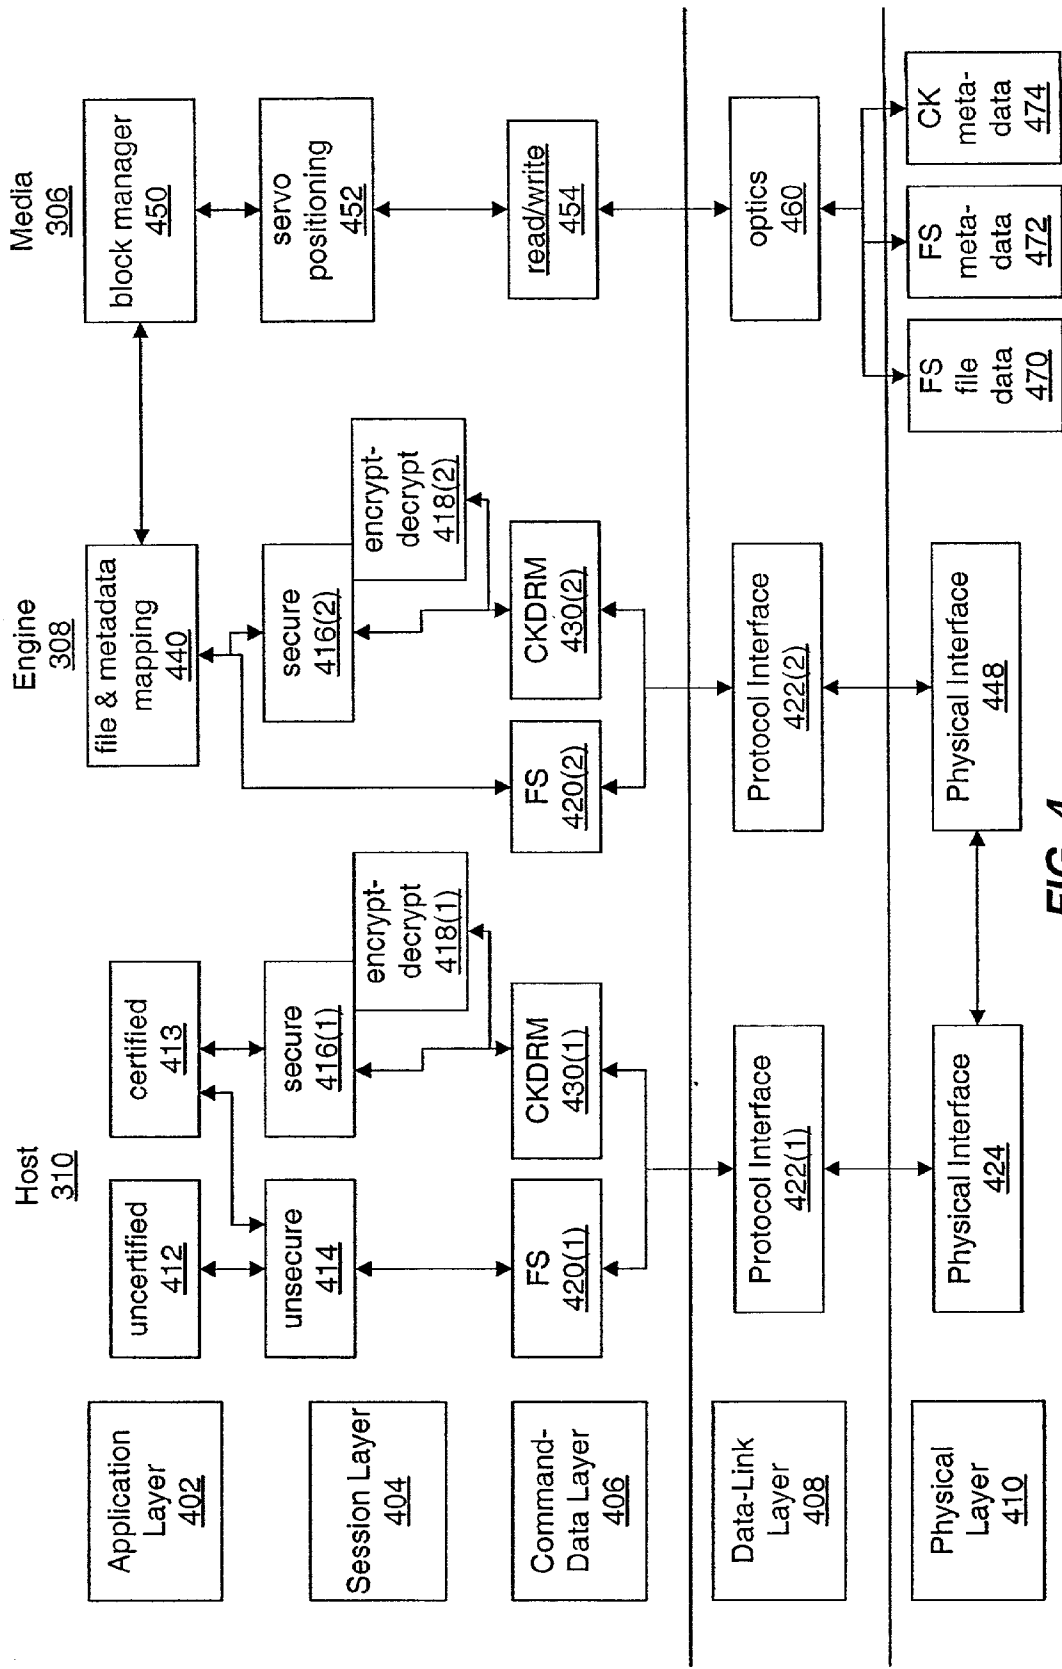 Host
310
Engine
308
Media
306
Application
Layer
402
uncertified
412
certified
413
file & metadata
mapping
440
block manager
450
Session Layer
404
unsecure
414
secure
416(1)
encrypt-
decrypt
418(1)
secure
416(2)
encrypt-
decrypt
418(2)
servo
positioning
452
Command-
Data Layer
406
FS
420(1)
CKDRM
430(1)
FS
420(2)
CKDRM
430(2)
read/write
454
Data-Link
Layer
408
Protocol Interface
422(1)
Protocol Interface
422(2)
optics
460
Physical
Layer
410
Physical Interface
424
Physical Interface
448
FS
file
data
470
FS
meta-
data
472
CK
meta-
data
474
FIG. 4